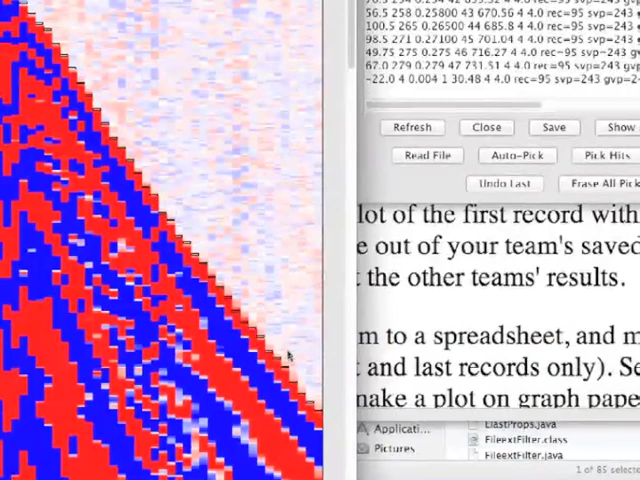 56.5 258 0.25800 43 670.56 4 4.0 rec=95 svp=243
100.5 265 0.26500 44 685.8 4 4.0 rec=95 svp=243
98.5 271 0.27100 45 701.04 4 4.0 rec=95 svp=243
49.75 275 0.275 46 716.27 4 4.0 rec=95 svp=243 gvp
67.0 279 0.279 47 731.51 4 4.0 rec=95 svp=243
-22.0 4 0.004 1 30.48 4 4.0 rec=95 svp=243 gvp=2
Refresh Close Save Show
Read File Auto-Pick Pick Hits
Undo Last Erase All Pick
lot of the first record with
e out of your team's saved
t the other teams' results.
m to a spreadsheet, and m
t and last records only). Se
make a plot on graph pape
Applicati...
Pictures
ElastProps.java
FileextFilter.class
FileextFilter.java
1 of 85 selecte